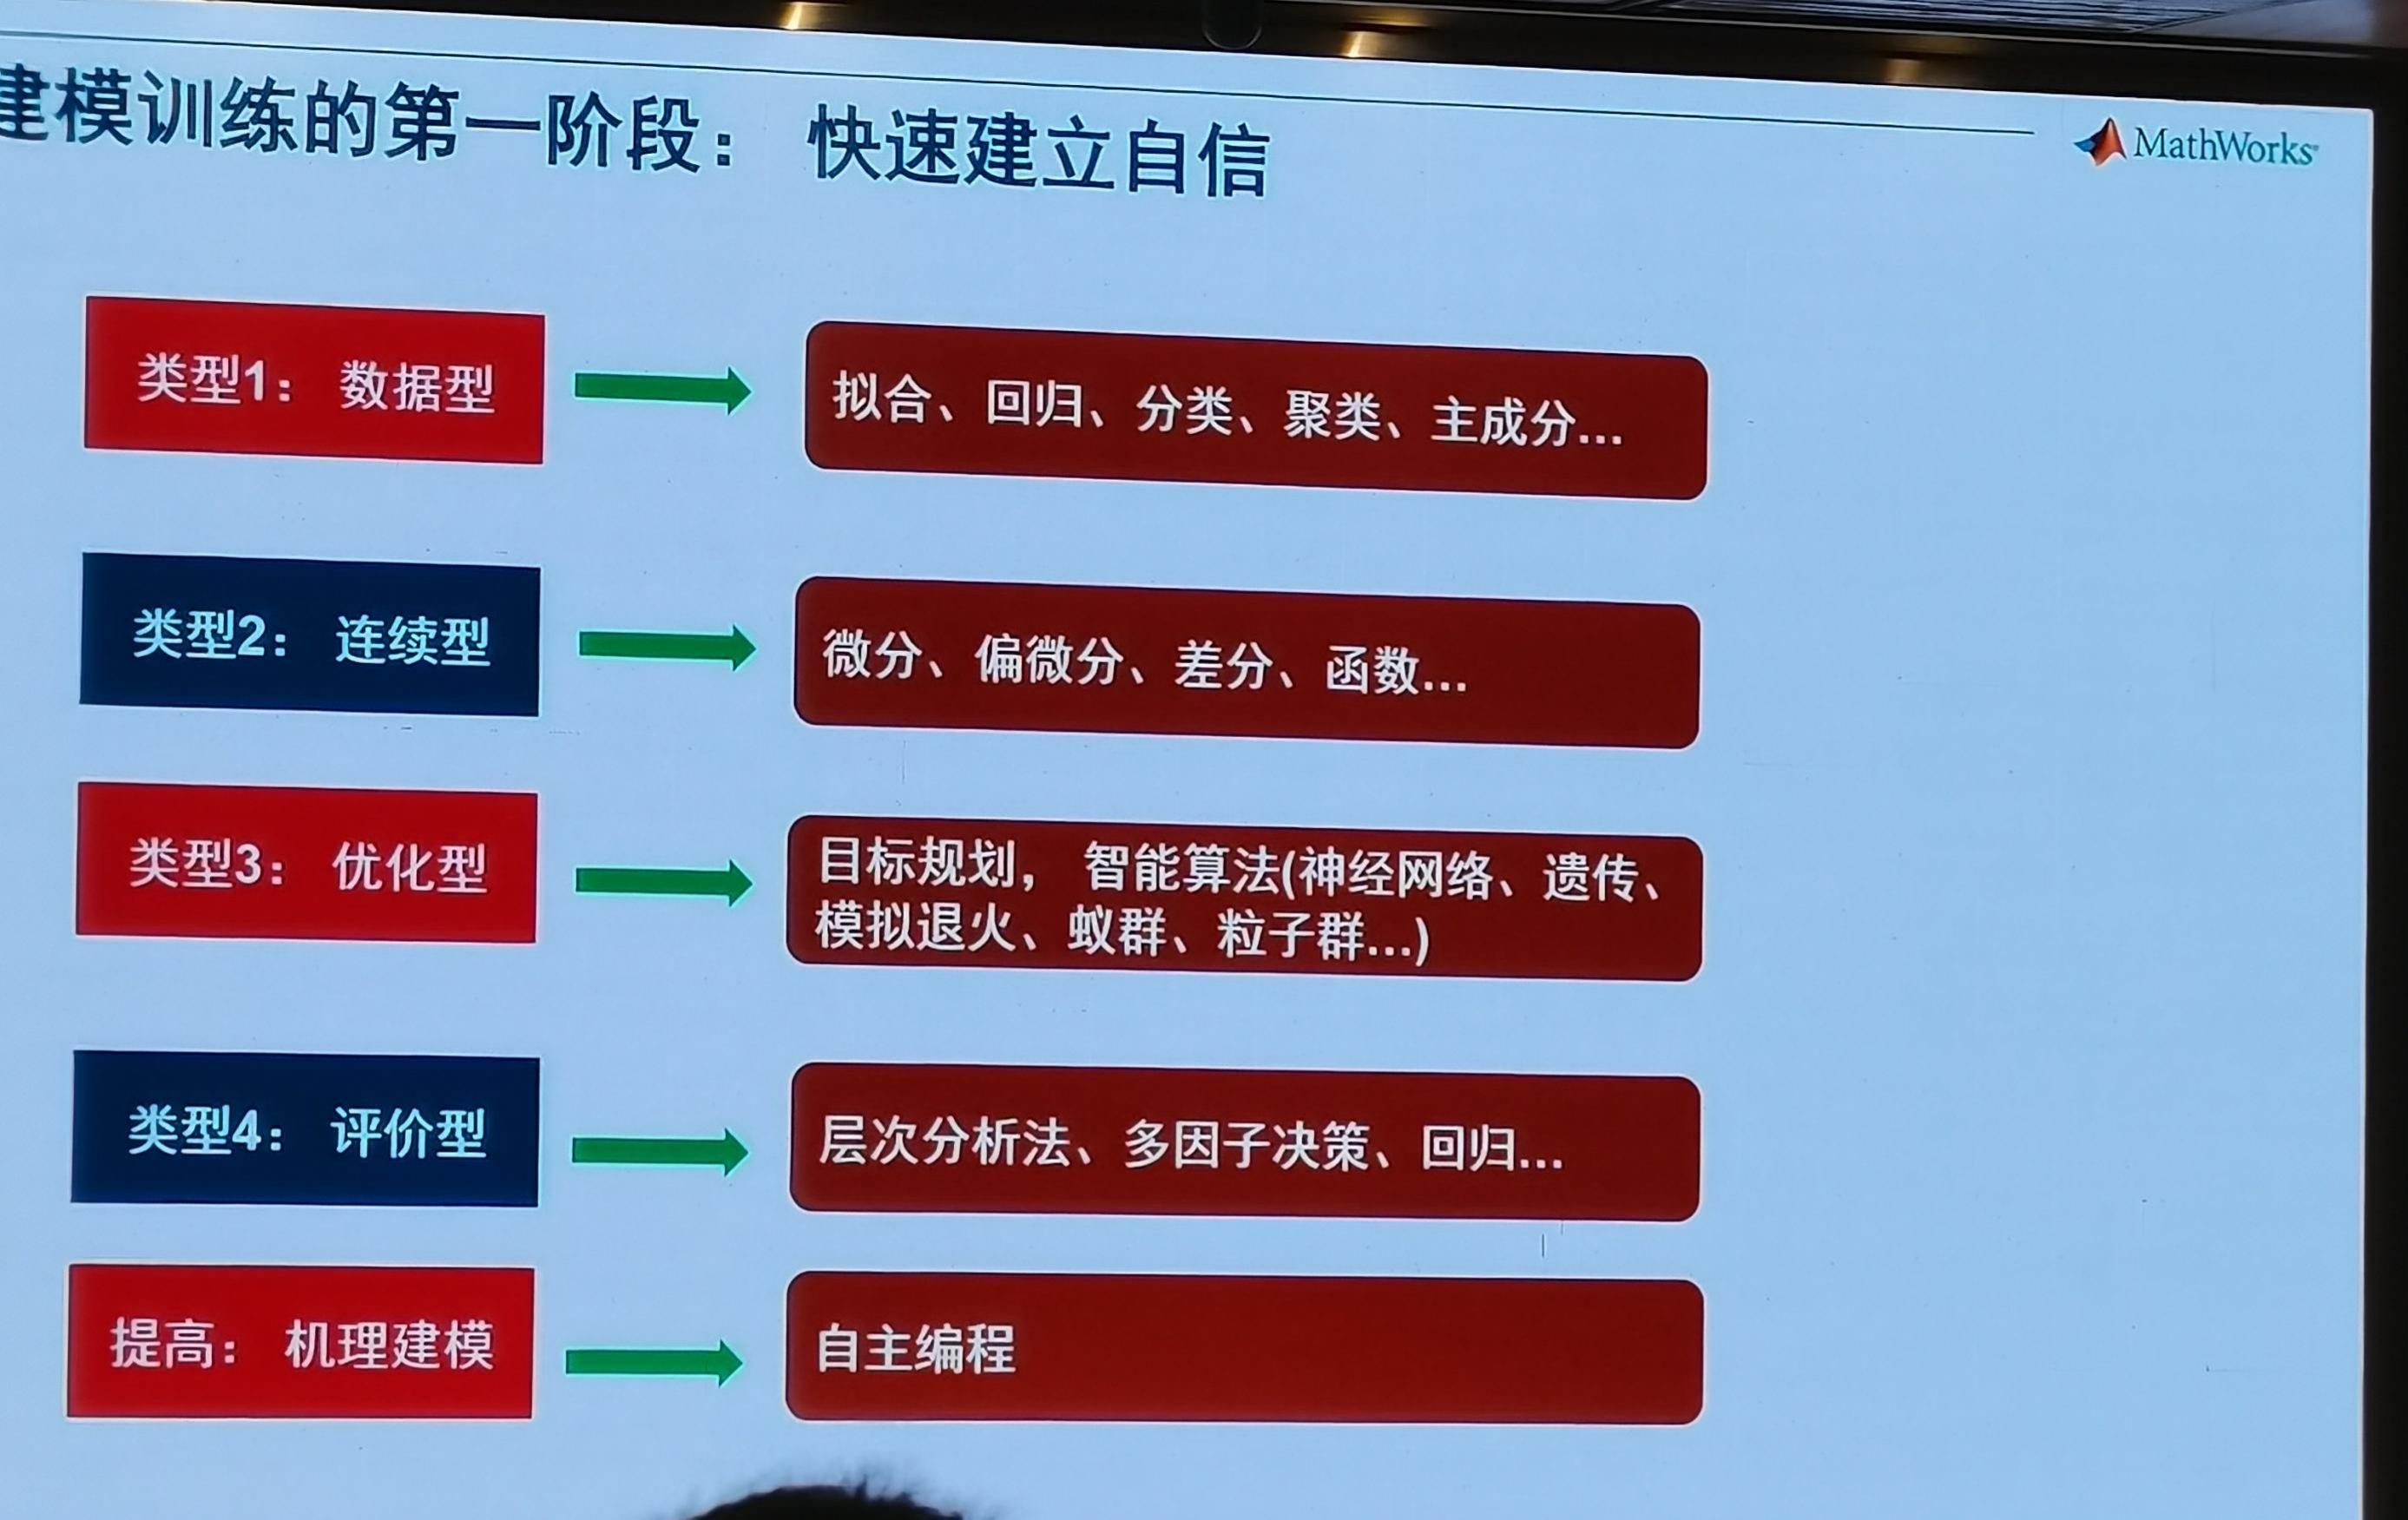 建模训练的第一阶段： 快速建立自信
MathWorks
类型1： 数据型
拟合、回归、分类、聚类、主成分...
类型2： 连续型
微分、偏微分、差分、函数...
类型3： 优化型
目标规划， 智能算法(神经网络、遗传、
模拟退火、蚁群、粒子群...)
类型4： 评价型
层次分析法、多因子决策、回归...
提高： 机理建模
自主编程